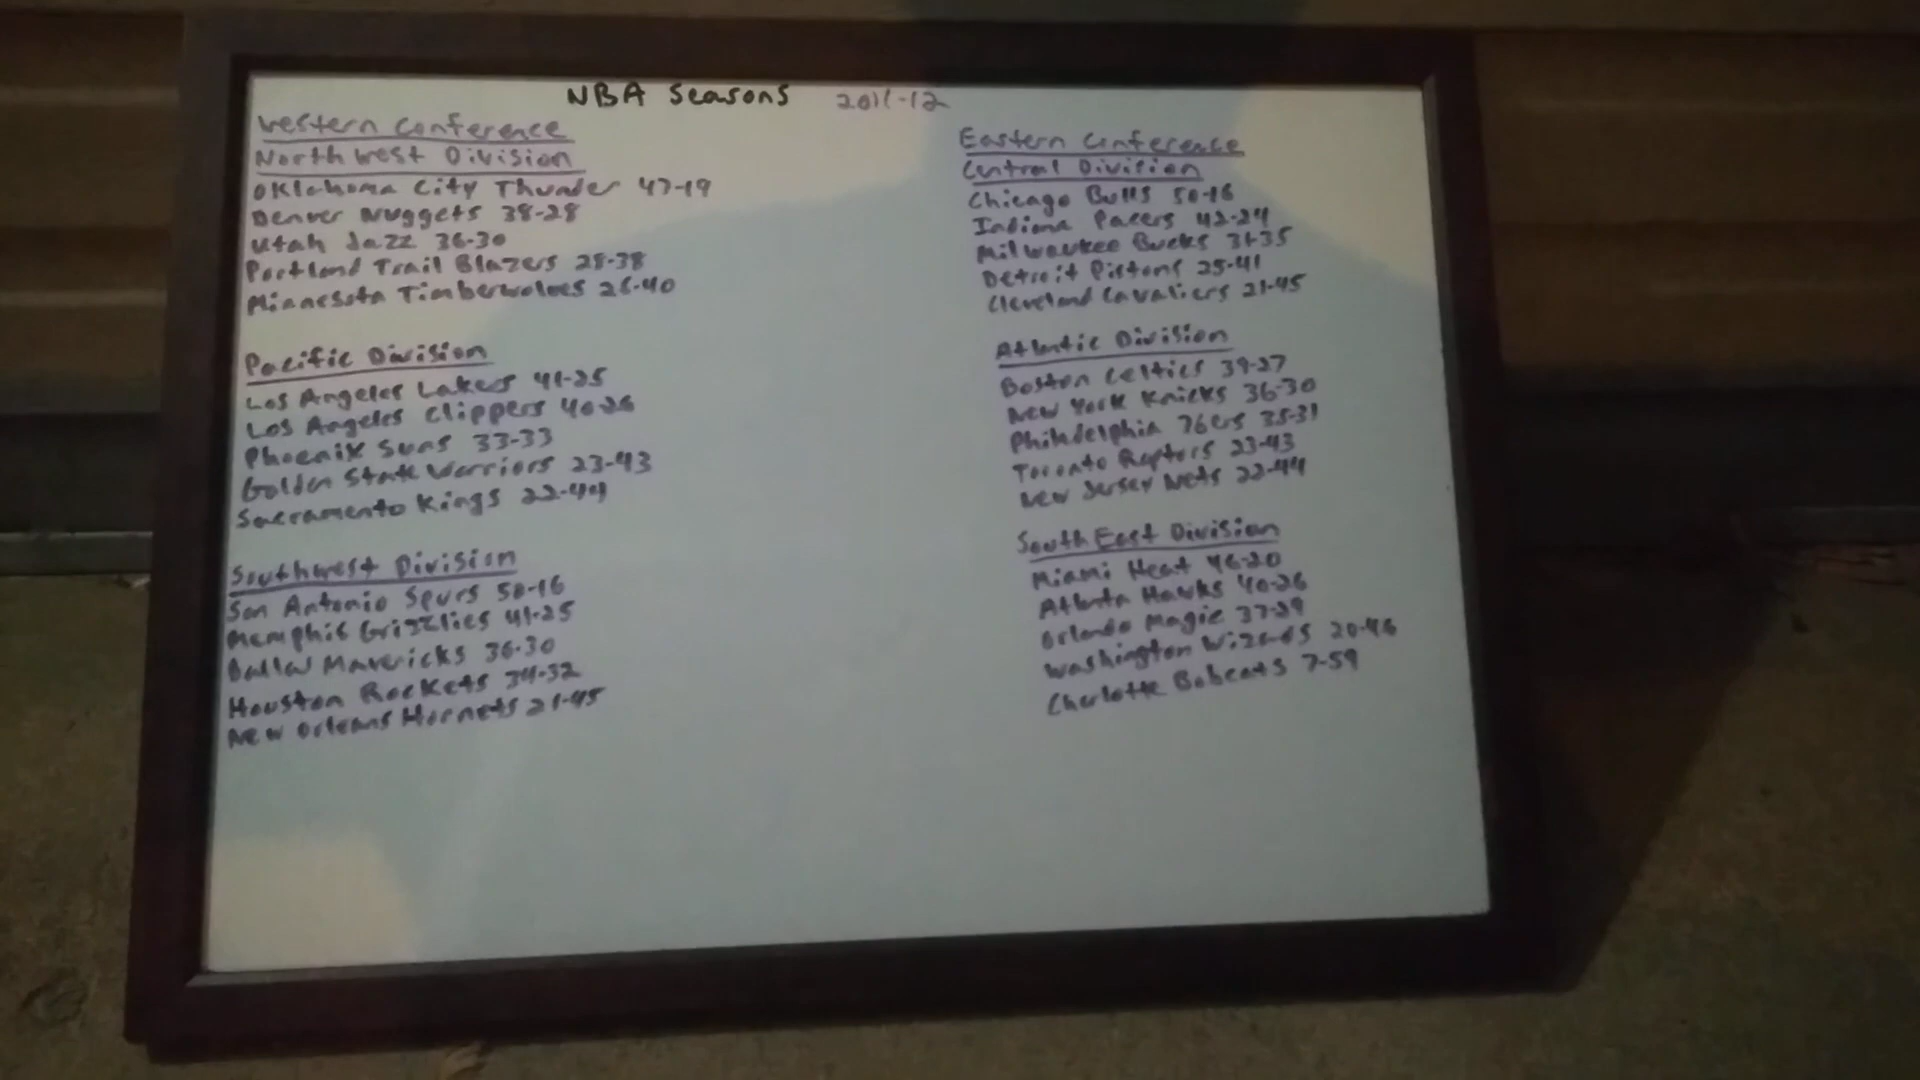 NBA Seasons 2011-12
Western Conference
Northwest Division
Oklahoma City Thunder 47-19
Denver Nuggets 38-28
Utah Jazz 36-30
Portland Trail Blazers 28-38
Minnesota Timberwolves 26-40
Pacific Division
Los Angeles Lakers 41-25
Los Angeles Clippers 40-26
Phoenix Suns 33-33
Golden State Warriors 23-43
Sacramento Kings 22-44
Southwest Division
San Antonio Spurs 50-16
Memphis Grizzlies 41-25
Dallas Mavericks 36-30
Houston Rockets 34-32
New Orleans Hornets 21-45
Eastern Conference
Central Division
Chicago Bulls 50-16
Indiana Pacers 42-24
Milwaukee Bucks 31-35
Detroit Pistons 25-41
Cleveland Cavaliers 21-45
Atlantic Division
Boston Celtics 39-27
New York Knicks 36-30
Philadelphia 76ers 35-31
Toronto Raptors 23-43
New Jersey Nets 22-44
SouthEast Division
Miami Heat 46-20
Atlanta Hawks 40-26
Orlando Magic 37-29
Washington Wizards 20-46
Charlotte Bobcats 7-59